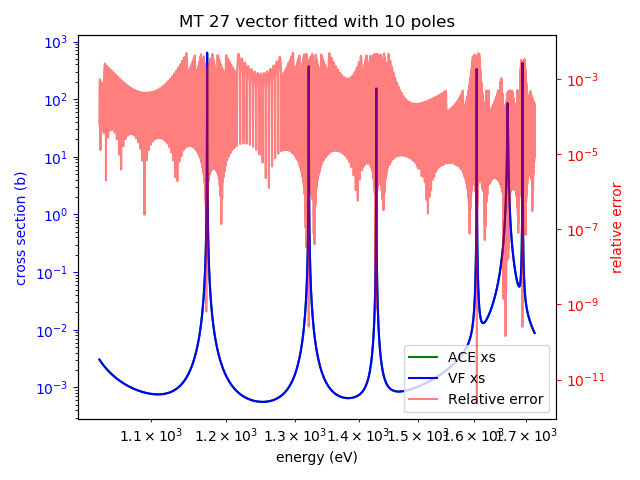 MT 27 vector fitted with 10 poles
10³
10²
10¹
10⁰
10⁻¹
10⁻²
10⁻³
cross section (b)
10⁻³
10⁻⁵
10⁻⁷
10⁻⁹
10⁻¹¹
relative error
ACE xs
VF xs
Relative error
1.1 × 10³ 1.2 × 10³ 1.3 × 10³ 1.4 × 10³ 1.5 × 10³ 1.6 × 10³ 1.7 × 10³
energy (eV)